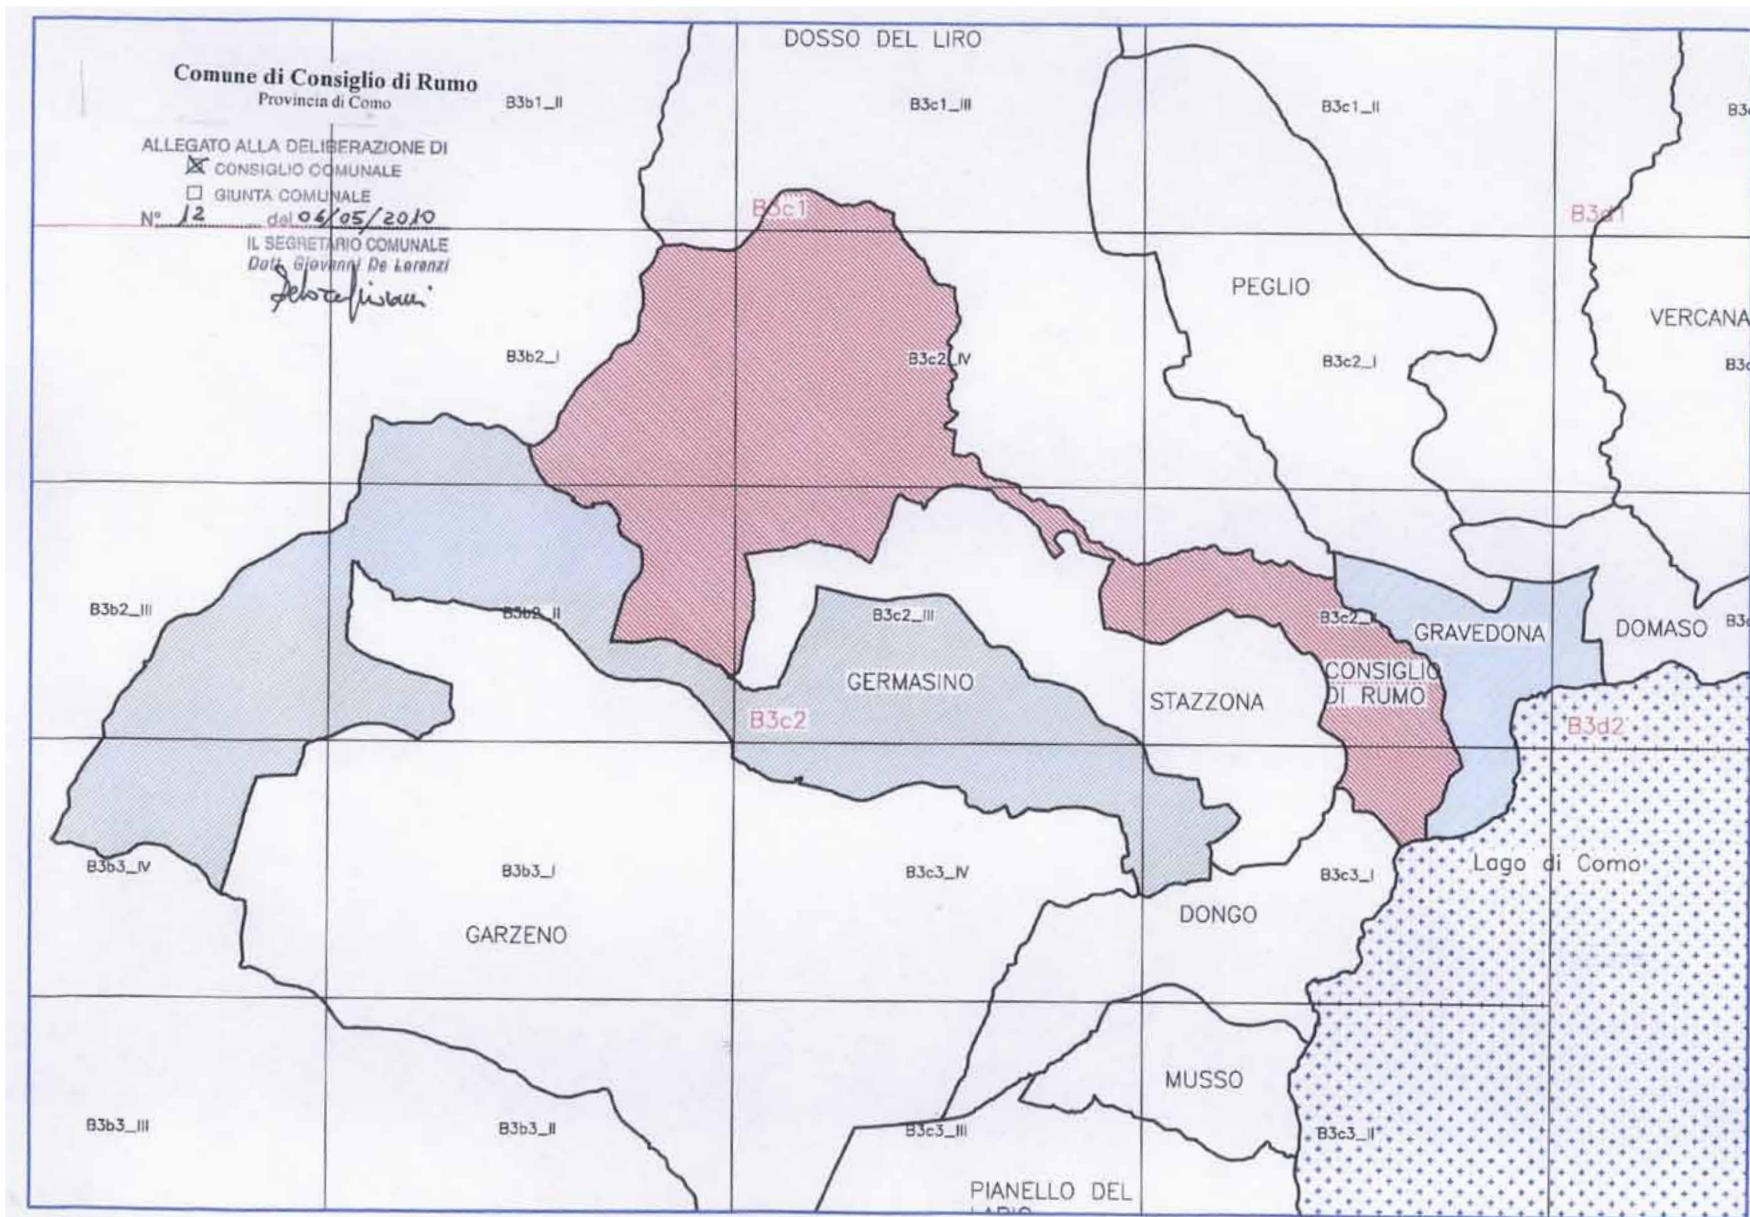 DOSSO DEL LIRO
Comune di Consiglio di Rumo
Provincia di Como
B3b1_II
B3c1_III
B3c1_II
ALLEGATO ALLA DELIBERAZIONE DI
☒ CONSIGLIO COMUNALE
☐ GIUNTA COMUNALE
N° 12 del 04/05/2010
IL SEGRETARIO COMUNALE
Dott. Giovanni De Lorenzi
B3c1
B3d1
PEGLIO
VERCANA
B3b2_I
B3c2_IV
B3c2_I
B3b2_III
B3b2_II
B3c2_III
B3c2_II
GRAVEDONA
DOMASO
GERMASINO
STAZZONA
CONSIGLIO
DI RUMO
B3c2
B3d2
B3b3_IV
B3b3_I
B3c3_IV
B3c3_I
Lago di Como
GARZENO
DONGO
MUSSO
B3b3_III
B3b3_II
B3c3_III
B3c3_II
PIANELLO DEL
LARIO